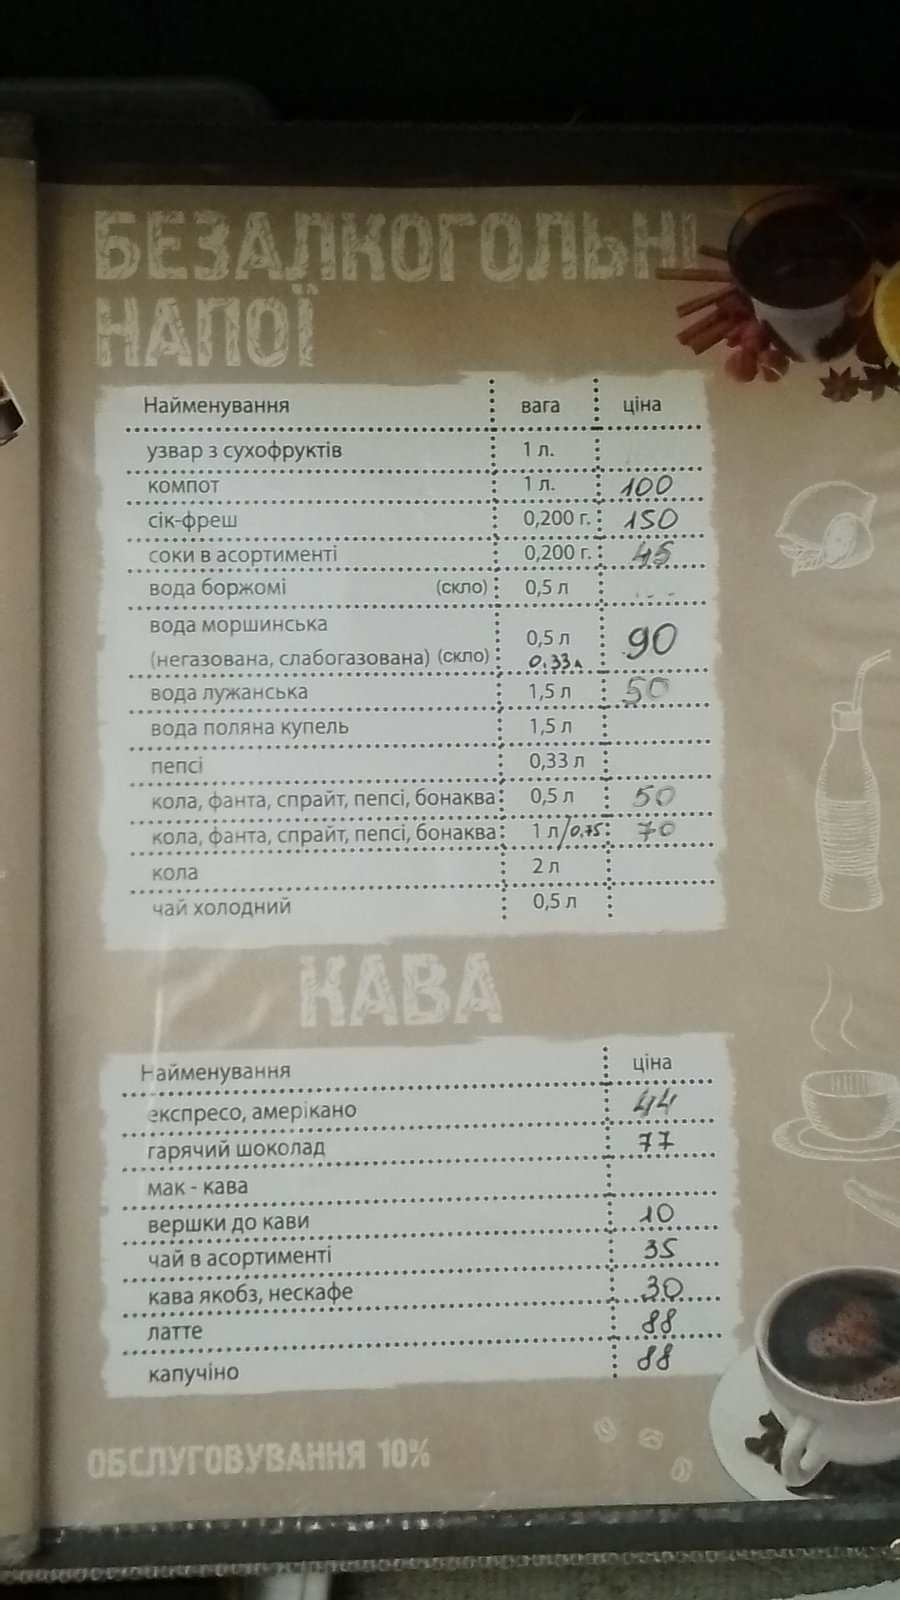 БЕЗАЛКОГОЛЬНІ
НАПОЇ
Найменування вага ціна
узвар з сухофруктів 1 л.
компот 1 л. 100
сік-фреш 0,200 г. 150
соки в асортименті 0,200 г. 45
вода боржомі (скло) 0,5 л
вода моршинська 0,5 л 90
(негазована, слабогазована) (скло) 0.33л
вода лужанська 1,5 л 50
вода поляна купель 1,5 л
пепсі 0,33 л
кола, фанта, спрайт, пепсі, бонаква 0,5 л 50
кола, фанта, спрайт, пепсі, бонаква 1 л/0,75 70
кола 2 л
чай холодний 0,5 л
КАВА
Найменування ціна
експресо, амерікано 44
гарячий шоколад 77
мак - кава
вершки до кави 10
чай в асортименті 35
кава якобз, нескафе 30
латте 88
капучіно 88
ОБСЛУГОВУВАННЯ 10%